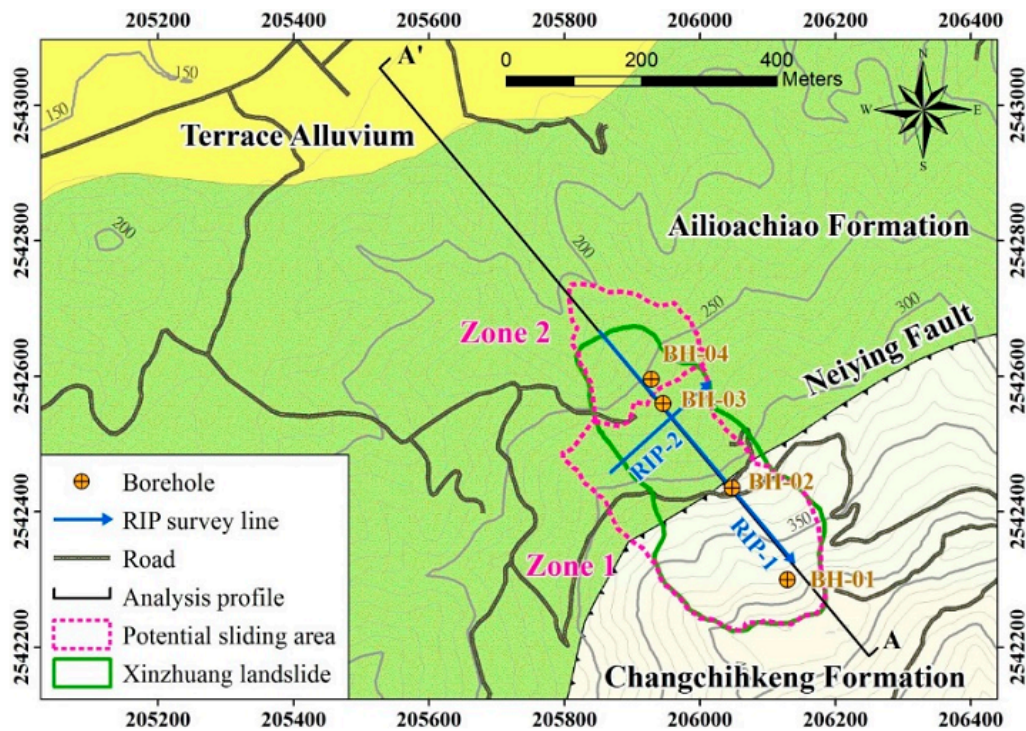 205200 205400 205600 205800 206000 206200 206400
150
A'
0 200 400
Meters
N
W E
S
2543000
2543000
150
Terrace Alluvium
2542800
2542800
200
Ailioachiao Formation
200
Zone 2
250
300
Neiying Fault
BH-04
2542600
2542600
BH-03
RIP-2
BH-02
2542400
2542400
350
RIP-1
Zone 1
BH-01
A
2542200
2542200
Changchihkeng Formation
Borehole
RIP survey line
Road
Analysis profile
Potential sliding area
Xinzhuang landslide
205200 205400 205600 205800 206000 206200 206400